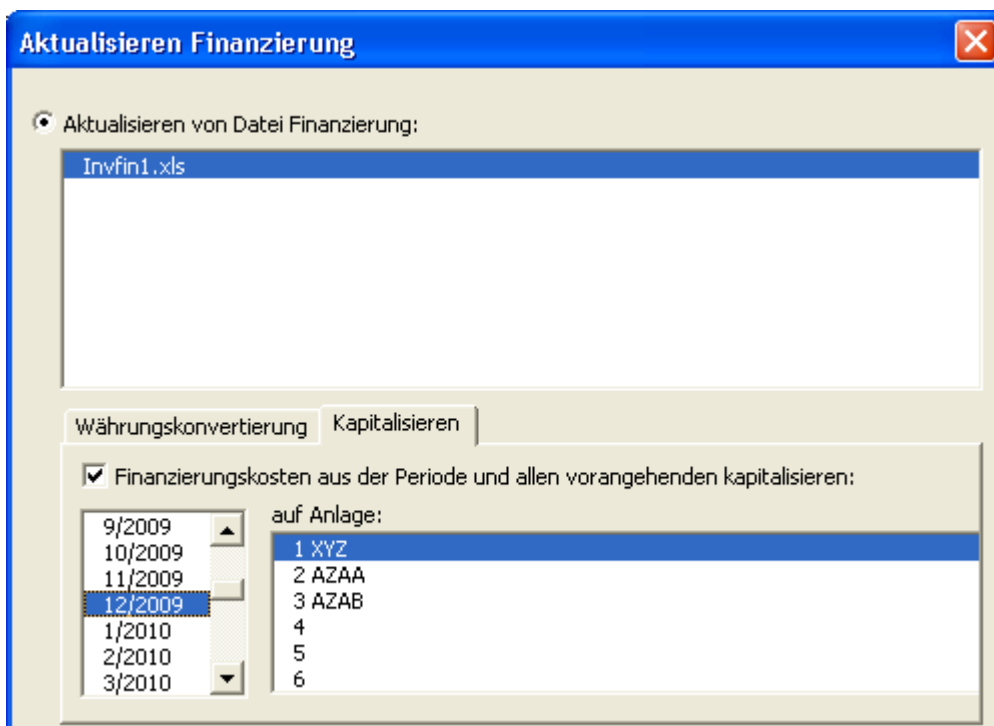 Aktualisieren Finanzierung
Aktualisieren von Datei Finanzierung:
Invfin1.xls
Währungskonvertierung Kapitalisieren
Finanzierungskosten aus der Periode und allen vorangehenden kapitalisieren:
auf Anlage:
9/2009
10/2009
11/2009
12/2009
1/2010
2/2010
3/2010
1 XYZ
2 AZAA
3 AZAB
4
5
6